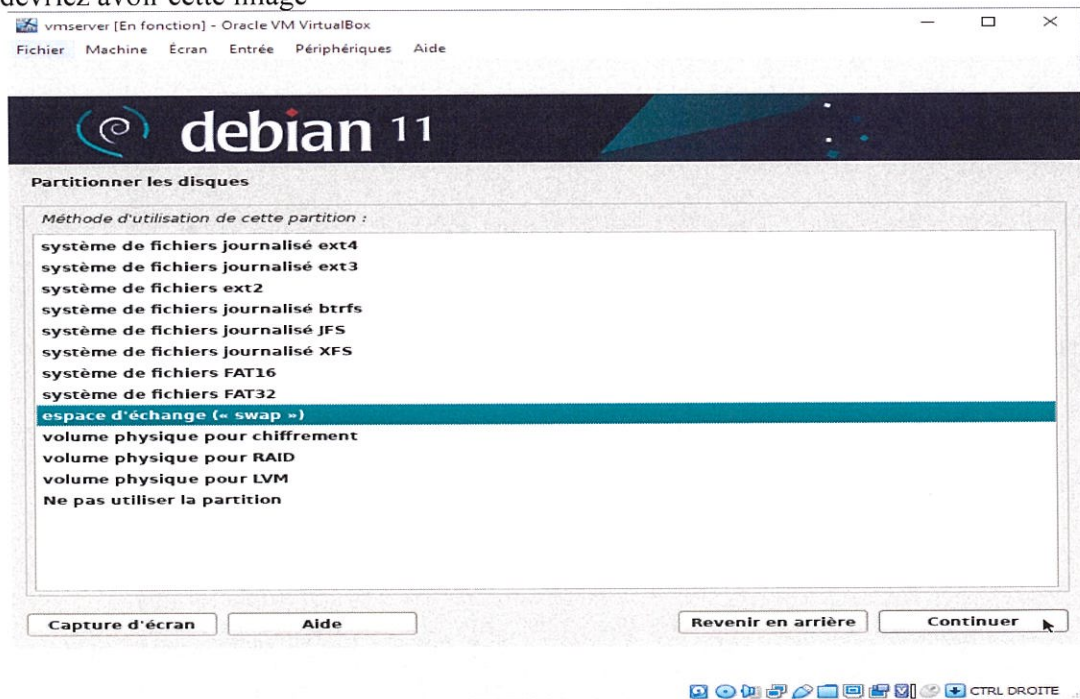 devriez avoir cette image
vmserver [En fonction] - Oracle VM VirtualBox
Fichier Machine Écran Entrée Périphériques Aide
debian 11
Partitionner les disques
Méthode d'utilisation de cette partition :
système de fichiers journalisé ext4
système de fichiers journalisé ext3
système de fichiers ext2
système de fichiers journalisé btrfs
système de fichiers journalisé JFS
système de fichiers journalisé XFS
système de fichiers FAT16
système de fichiers FAT32
espace d'échange (« swap »)
volume physique pour chiffrement
volume physique pour RAID
volume physique pour LVM
Ne pas utiliser la partition
Capture d'écran Aide Revenir en arrière Continuer
CTRL DROITE